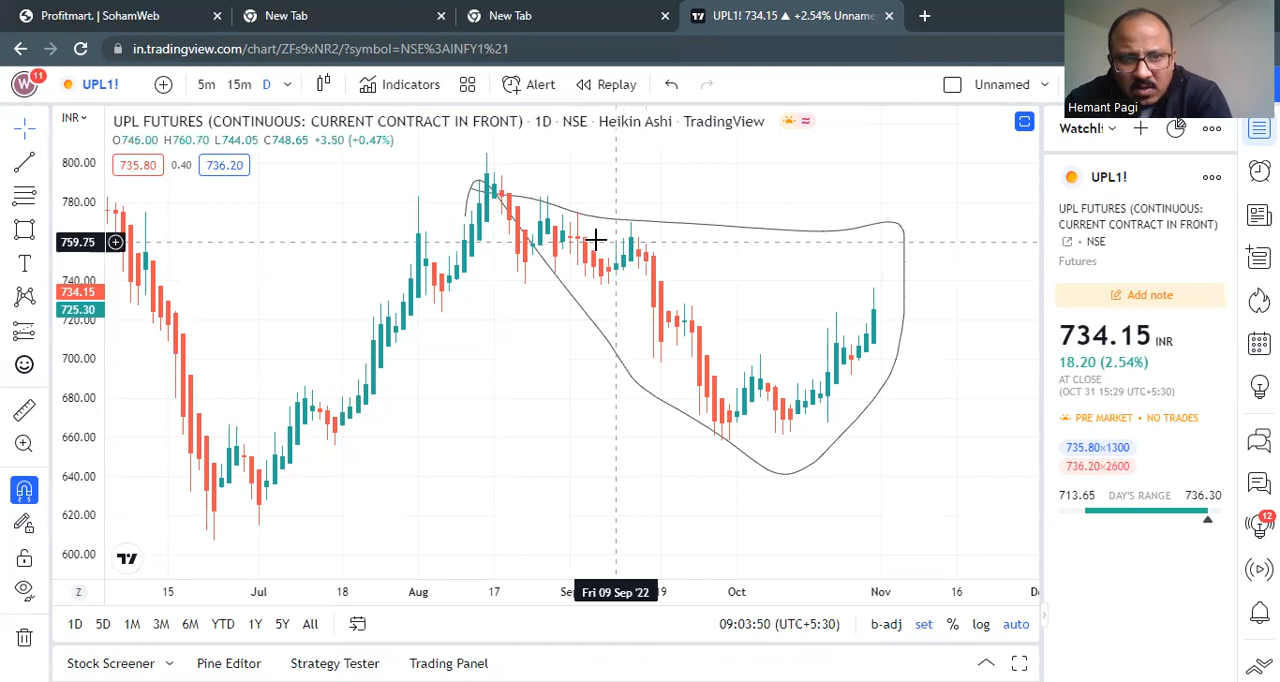 Profitmart. | SohamWeb
New Tab
New Tab
UPL1! 734.15 ▲ +2.54% Unnam
in.tradingview.com/chart/ZFs9xNR2/?symbol=NSE%3AINFY1%21
W
11
UPL1!
5m
15m
D
Indicators
Alert
Replay
Unnamed
Hemant Pagi
INR
UPL FUTURES (CONTINUOUS: CURRENT CONTRACT IN FRONT) · 1D · NSE · Heikin Ashi · TradingView
O746.00 H760.70 L744.05 C748.65 +3.50 (+0.47%)
735.80
0.40
736.20
800.00
780.00
759.75
740.00
734.15
725.30
720.00
700.00
680.00
660.00
640.00
620.00
600.00
15
Jul
18
Aug
17
Fri 09 Sep '22
Oct
Nov
16
Z
1D
5D
1M
3M
6M
YTD
1Y
5Y
All
09:03:50 (UTC+5:30)
b-adj
set
%
log
auto
Stock Screener
Pine Editor
Strategy Tester
Trading Panel
UPL1!
UPL FUTURES (CONTINUOUS:
CURRENT CONTRACT IN FRONT)
· NSE
Futures
Add note
734.15 INR
18.20 (2.54%)
AT CLOSE
(OCT 31 15:29 UTC+5:30)
PRE MARKET • NO TRADES
735.80×1300
736.20×2600
713.65
DAY'S RANGE
736.30
12